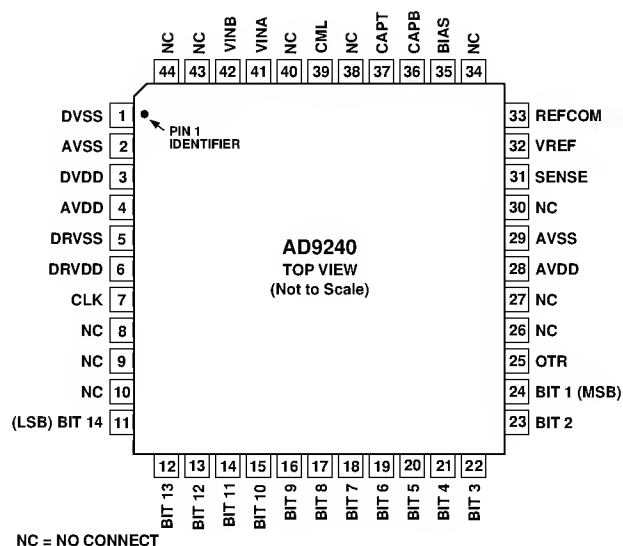 NC NC VINB VINA NC CML NC CAPT CAPB BIAS NC
44 43 42 41 40 39 38 37 36 35 34
DVSS 1
AVSS 2
DVDD 3
AVDD 4
DRVSS 5
DRVDD 6
CLK 7
NC 8
NC 9
NC 10
(LSB) BIT 14 11
PIN 1
IDENTIFIER
AD9240
TOP VIEW
(Not to Scale)
33 REFCOM
32 VREF
31 SENSE
30 NC
29 AVSS
28 AVDD
27 NC
26 NC
25 OTR
24 BIT 1 (MSB)
23 BIT 2
12 13 14 15 16 17 18 19 20 21 22
BIT 13 BIT 12 BIT 11 BIT 10 BIT 9 BIT 8 BIT 7 BIT 6 BIT 5 BIT 4 BIT 3
NC = NO CONNECT